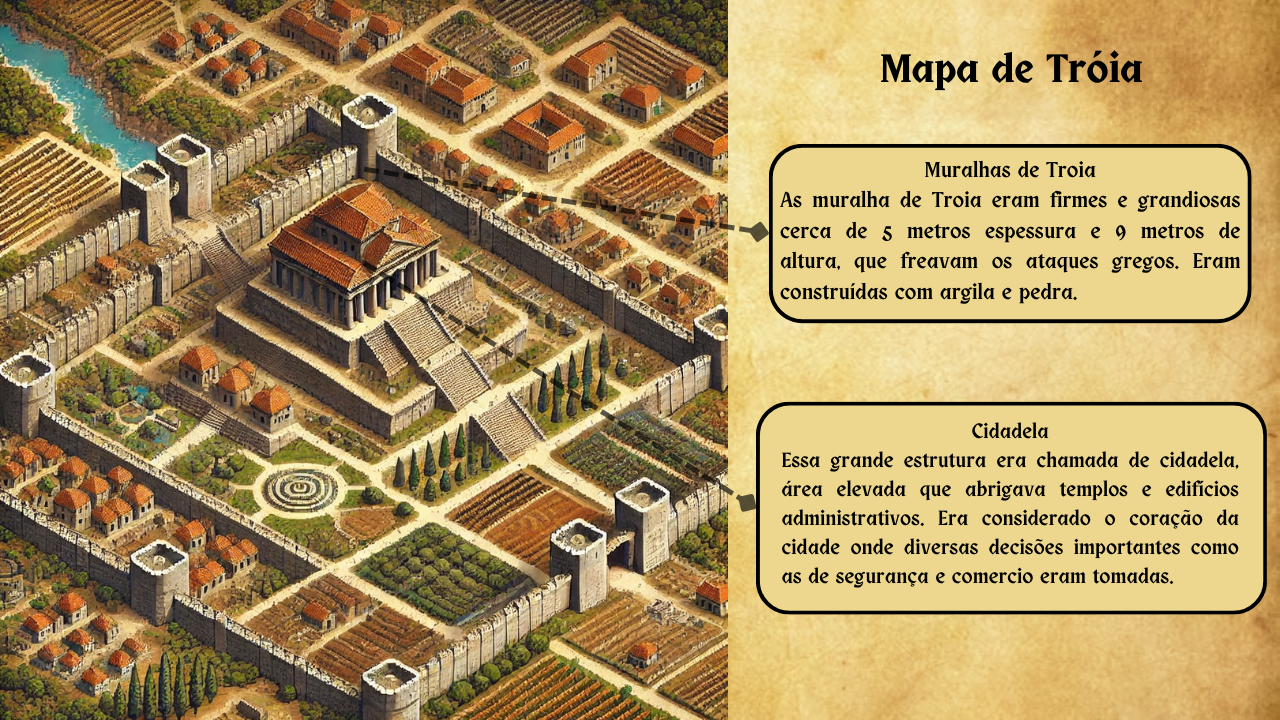 Mapa de Tróia
Muralhas de Troia
As muralha de Troia eram firmes e grandiosas
cerca de 5 metros espessura e 9 metros de
altura, que freavam os ataques gregos. Eram
construídas com argila e pedra.
Cidadela
Essa grande estrutura era chamada de cidadela,
área elevada que abrigava templos e edifícios
administrativos. Era considerado o coração da
cidade onde diversas decisões importantes como
as de segurança e comercio eram tomadas.